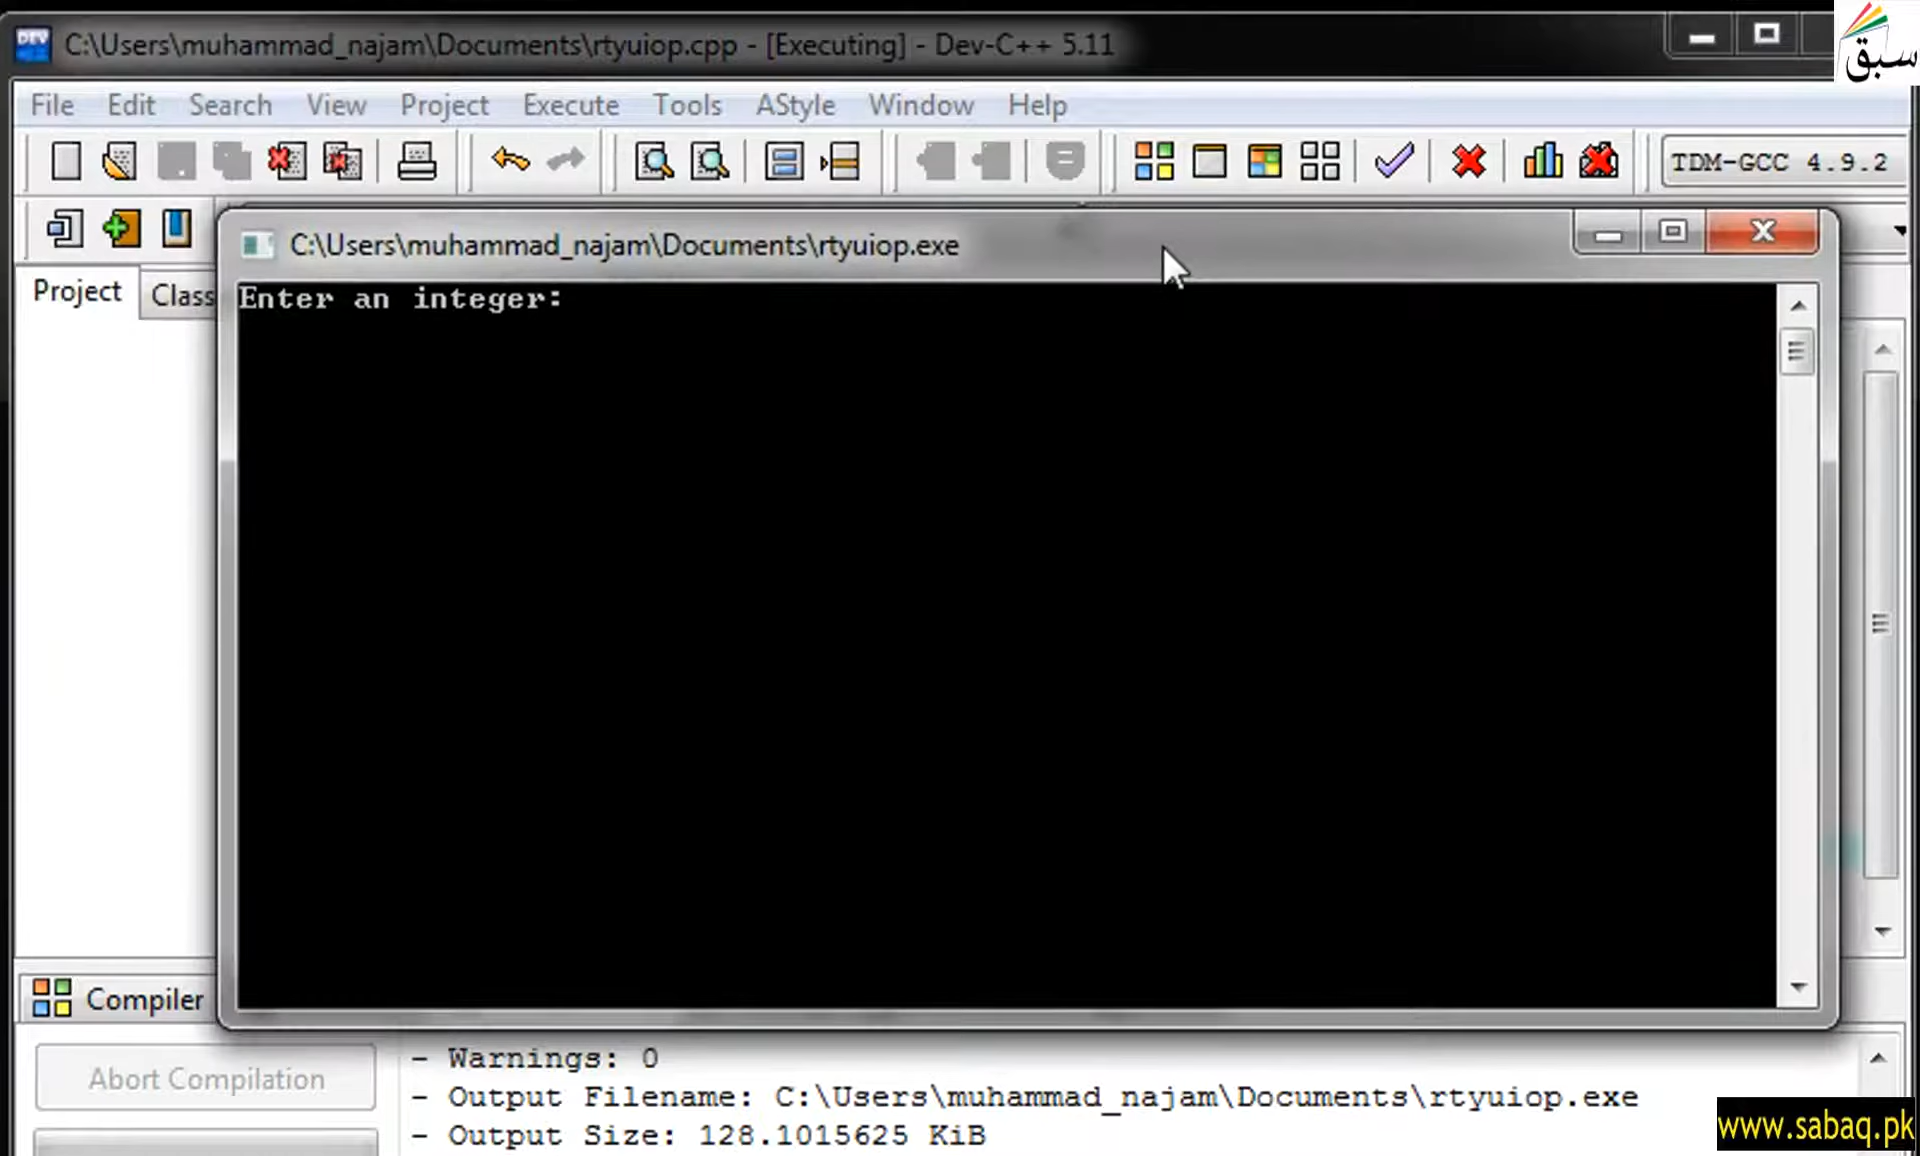 C:\Users\muhammad_najam\Documents\rtyuiop.cpp - [Executing] - Dev-C++ 5.11
سبق
File Edit Search View Project Execute Tools AStyle Window Help
TDM-GCC 4.9.2
C:\Users\muhammad_najam\Documents\rtyuiop.exe
Project Class
Enter an integer:
Compiler
Abort Compilation
- Warnings: 0
- Output Filename: C:\Users\muhammad_najam\Documents\rtyuiop.exe
- Output Size: 128.1015625 KiB
www.sabaq.pk